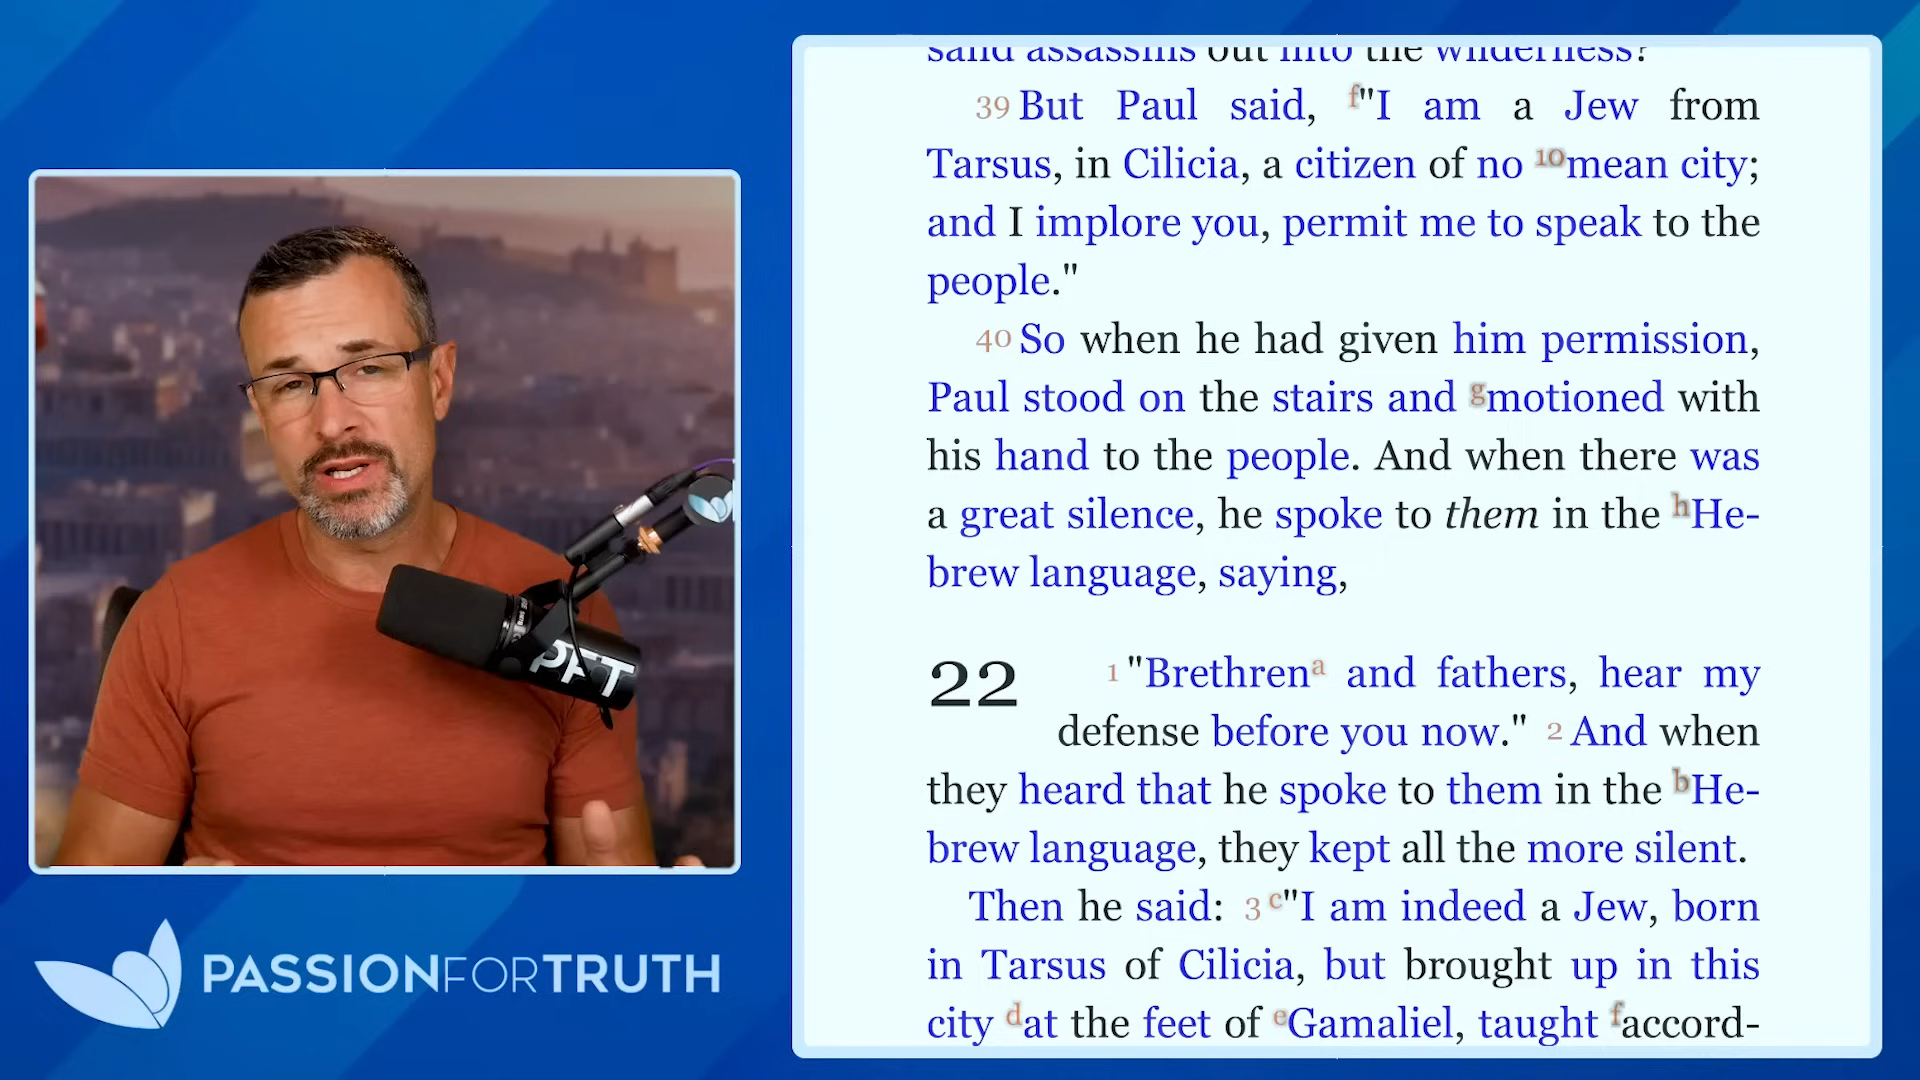 sand assassins out into the wilderness?
39 But Paul said, f"I am a Jew from
Tarsus, in Cilicia, a citizen of no 10mean city;
and I implore you, permit me to speak to the
people."
40 So when he had given him permission,
Paul stood on the stairs and gmotioned with
his hand to the people. And when there was
a great silence, he spoke to them in the hHe-
brew language, saying,
22 1 "Brethrena and fathers, hear my
defense before you now." 2 And when
they heard that he spoke to them in the bHe-
brew language, they kept all the more silent.
Then he said: 3 c"I am indeed a Jew, born
in Tarsus of Cilicia, but brought up in this
city dat the feet of eGamaliel, taught faccord-
PFT
PASSIONFORTRUTH